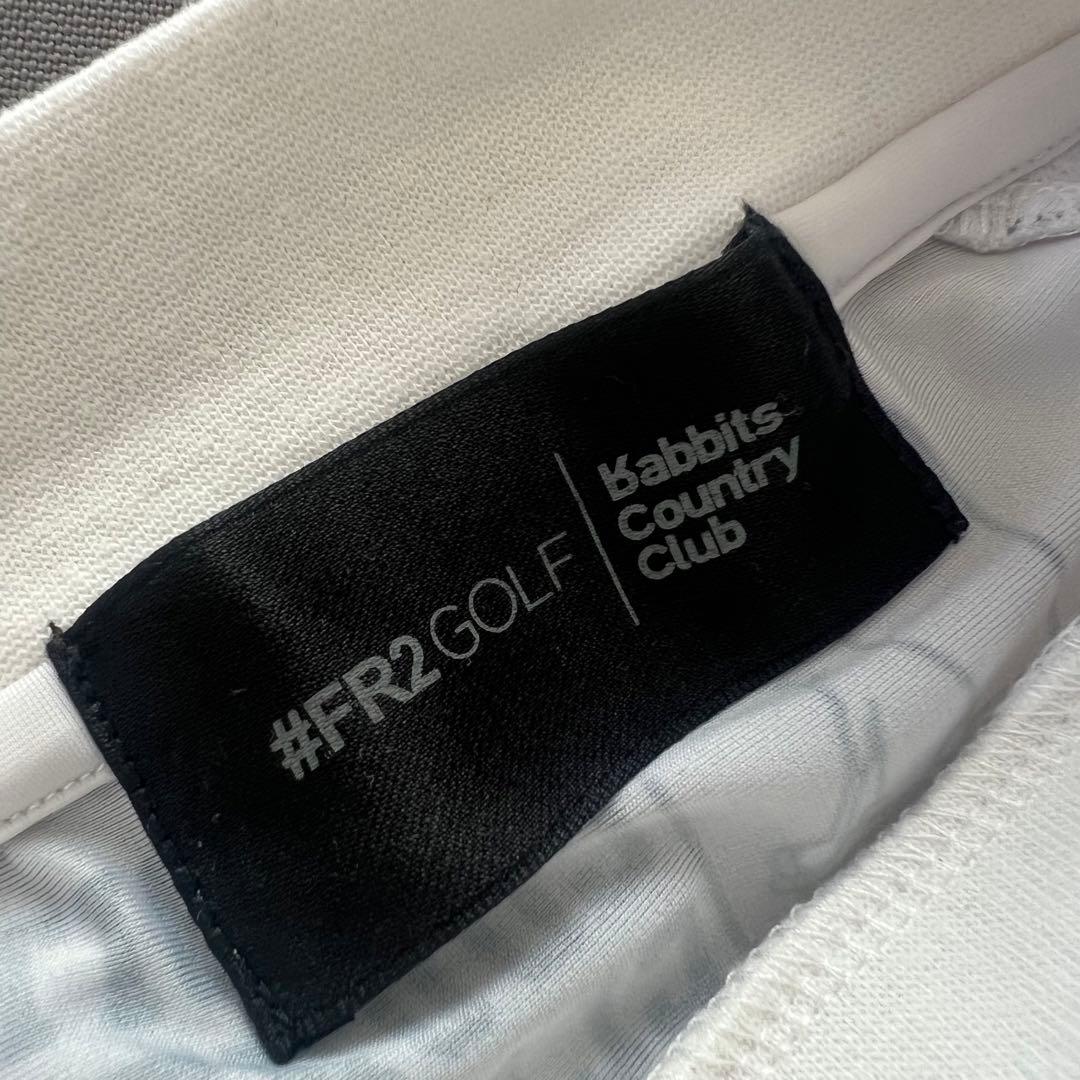 #FR2GOLF
Rabbits
Country
Club